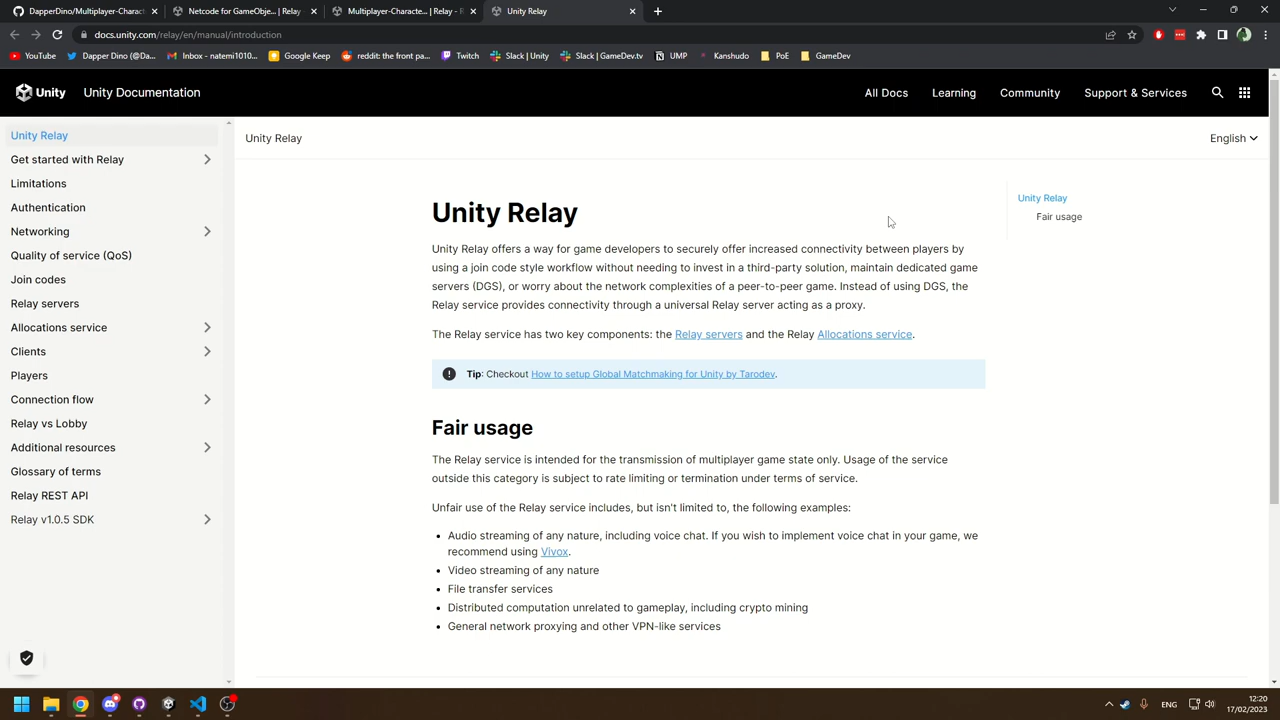 DapperDino/Multiplayer-Charact
Netcode for GameObje... | Relay
Multiplayer-Characte... | Relay - R
Unity Relay
docs.unity.com/relay/en/manual/introduction
YouTube
Dapper Dino (@Da...
Inbox - natemi1010...
Google Keep
reddit: the front pa...
Twitch
Slack | Unity
Slack | GameDev.tv
UMP
Kanshudo
PoE
GameDev
Unity
Unity Documentation
All Docs
Learning
Community
Support & Services
Unity Relay
Get started with Relay
Limitations
Authentication
Networking
Quality of service (QoS)
Join codes
Relay servers
Allocations service
Clients
Players
Connection flow
Relay vs Lobby
Additional resources
Glossary of terms
Relay REST API
Relay v1.0.5 SDK
Unity Relay
English
Unity Relay
Unity Relay offers a way for game developers to securely offer increased connectivity between players by
using a join code style workflow without needing to invest in a third-party solution, maintain dedicated game
servers (DGS), or worry about the network complexities of a peer-to-peer game. Instead of using DGS, the
Relay service provides connectivity through a universal Relay server acting as a proxy.
The Relay service has two key components: the Relay servers and the Relay Allocations service.
Tip: Checkout How to setup Global Matchmaking for Unity by Tarodev.
Fair usage
The Relay service is intended for the transmission of multiplayer game state only. Usage of the service
outside this category is subject to rate limiting or termination under terms of service.
Unfair use of the Relay service includes, but isn't limited to, the following examples:
Audio streaming of any nature, including voice chat. If you wish to implement voice chat in your game, we
recommend using Vivox.
Video streaming of any nature
File transfer services
Distributed computation unrelated to gameplay, including crypto mining
General network proxying and other VPN-like services
Unity Relay
Fair usage
ENG
12:20
17/02/2023